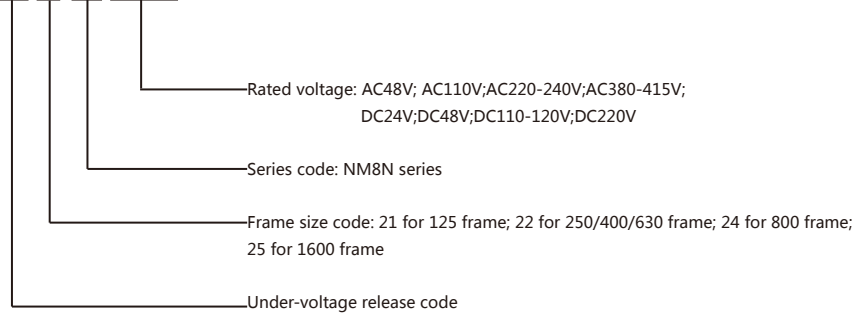 Rated voltage: AC48V; AC110V;AC220-240V;AC380-415V;
DC24V;DC48V;DC110-120V;DC220V
Series code: NM8N series
Frame size code: 21 for 125 frame; 22 for 250/400/630 frame; 24 for 800 frame;
25 for 1600 frame
Under-voltage release code